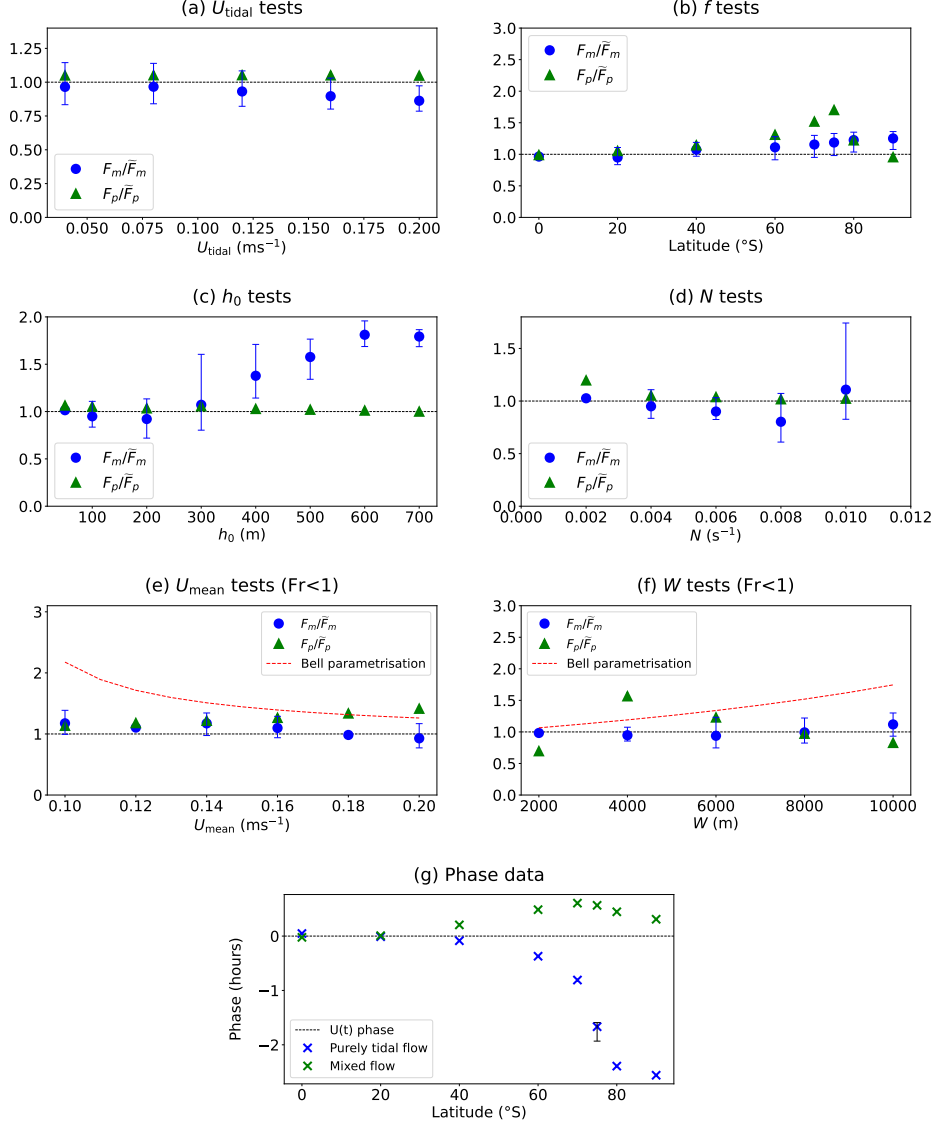 (a) U_tidal tests
1.25
1.00
0.75
0.50
0.25
0.00
F_m/F̃_m
F_p/F̃_p
0.050 0.075 0.100 0.125 0.150 0.175 0.200
U_tidal (ms⁻¹)
(b) f tests
3.0
2.5
2.0
1.5
1.0
0.5
0.0
F_m/F̃_m
F_p/F̃_p
0 20 40 60 80
Latitude (°S)
(c) h₀ tests
2.0
1.5
1.0
0.5
0.0
F_m/F̃_m
F_p/F̃_p
100 200 300 400 500 600 700
h₀ (m)
(d) N tests
1.5
1.0
0.5
0.0
F_m/F̃_m
F_p/F̃_p
0.000 0.002 0.004 0.006 0.008 0.010 0.012
N (s⁻¹)
(e) U_mean tests (Fr<1)
3
2
1
0
F_m/F̃_m
F_p/F̃_p
Bell parametrisation
0.10 0.12 0.14 0.16 0.18 0.20
U_mean (ms⁻¹)
(f) W tests (Fr<1)
3.0
2.5
2.0
1.5
1.0
0.5
0.0
F_m/F̃_m
F_p/F̃_p
Bell parametrisation
2000 4000 6000 8000 10000
W (m)
(g) Phase data
Phase (hours)
0
−1
−2
U(t) phase
Purely tidal flow
Mixed flow
0 20 40 60 80
Latitude (°S)